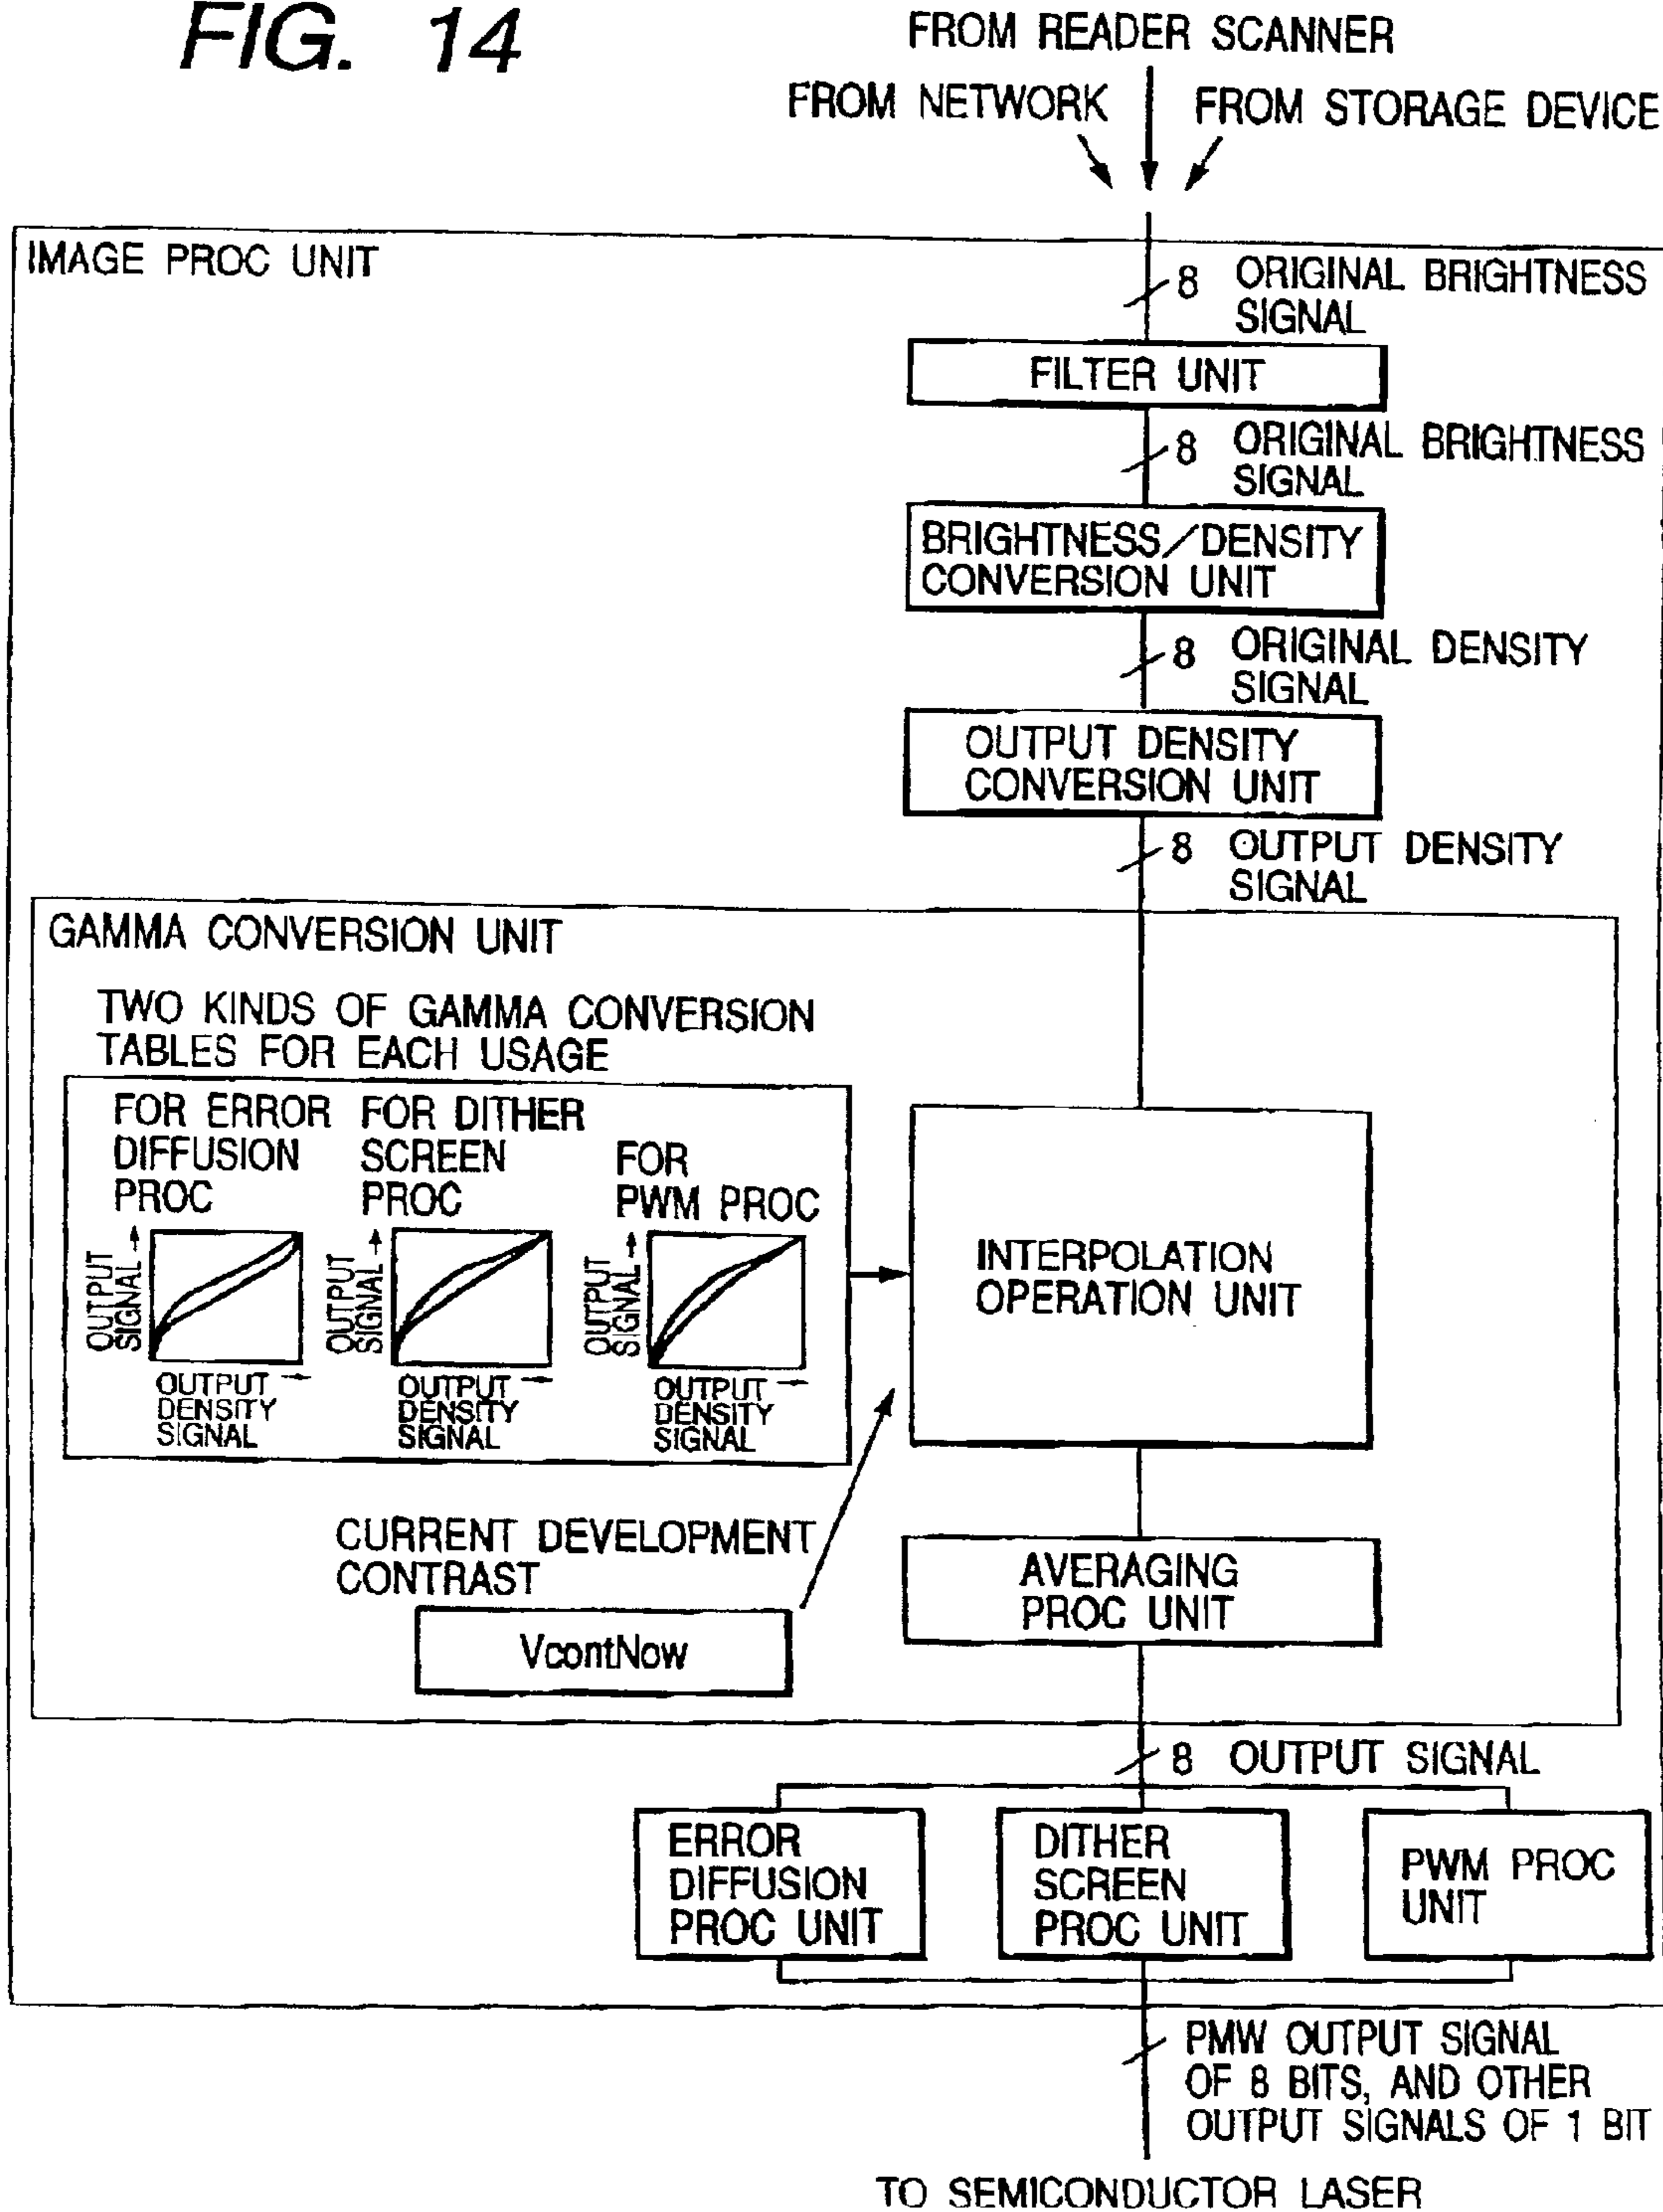 FIG. 14
FROM READER SCANNER
FROM NETWORK
FROM STORAGE DEVICE
IMAGE PROC UNIT
8 ORIGINAL BRIGHTNESS
SIGNAL
FILTER UNIT
8 ORIGINAL BRIGHTNESS
SIGNAL
BRIGHTNESS/DENSITY
CONVERSION UNIT
8 ORIGINAL DENSITY
SIGNAL
OUTPUT DENSITY
CONVERSION UNIT
8 OUTPUT DENSITY
SIGNAL
GAMMA CONVERSION UNIT
TWO KINDS OF GAMMA CONVERSION
TABLES FOR EACH USAGE
FOR ERROR
DIFFUSION
PROC
OUTPUT
SIGNAL
OUTPUT
DENSITY
SIGNAL
FOR DITHER
SCREEN
PROC
OUTPUT
SIGNAL
OUTPUT
DENSITY
SIGNAL
FOR
PWM PROC
OUTPUT
SIGNAL
OUTPUT
DENSITY
SIGNAL
INTERPOLATION
OPERATION UNIT
CURRENT DEVELOPMENT
CONTRAST
VcontNow
AVERAGING
PROC UNIT
8 OUTPUT SIGNAL
ERROR
DIFFUSION
PROC UNIT
DITHER
SCREEN
PROC UNIT
PWM PROC
UNIT
PMW OUTPUT SIGNAL
OF 8 BITS, AND OTHER
OUTPUT SIGNALS OF 1 BIT
TO SEMICONDUCTOR LASER